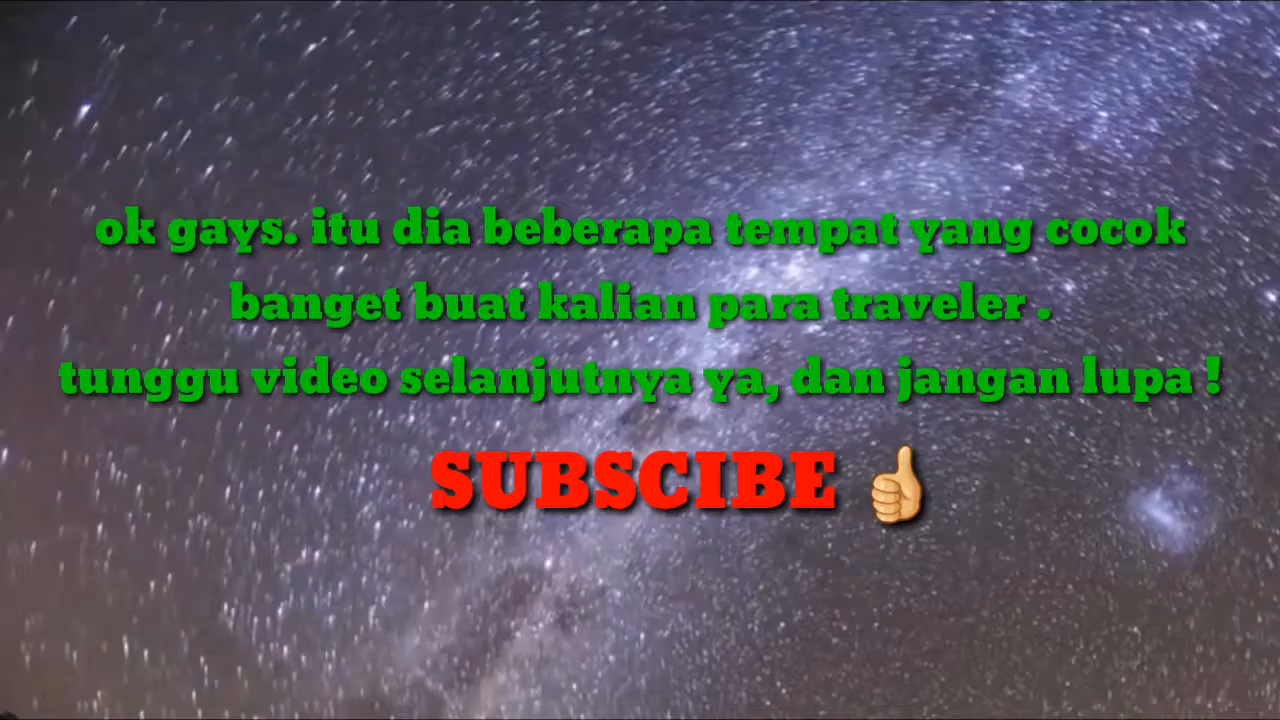 ok gays. itu dia beberapa tempat yang cocok
banget buat kalian para traveler .
tunggu video selanjutnya ya, dan jangan lupa !
SUBSCIBE 👍